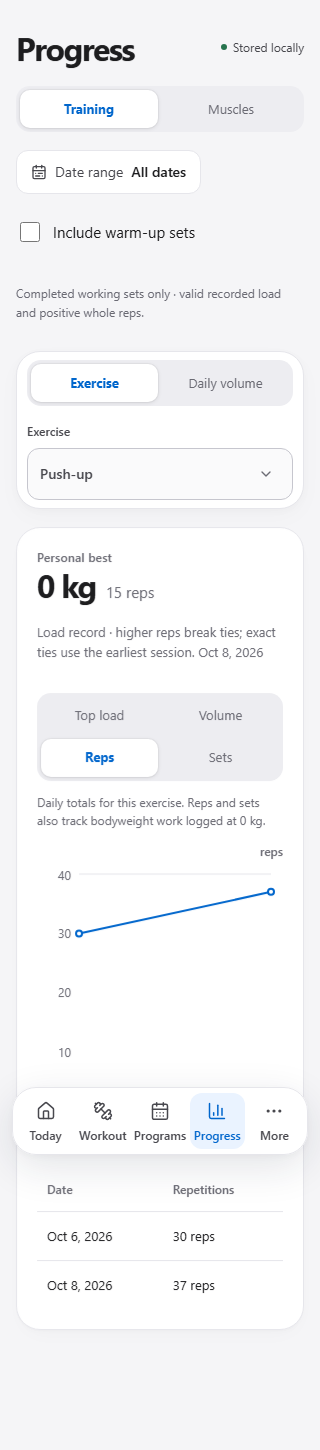 Progress
Stored locally
Training
Muscles
Date range All dates
Include warm-up sets
Completed working sets only · valid recorded load
and positive whole reps.
Exercise
Daily volume
Exercise
Push-up
Personal best
0 kg 15 reps
Load record · higher reps break ties; exact
ties use the earliest session. Oct 8, 2026
Top load
Volume
Reps
Sets
Daily totals for this exercise. Reps and sets
also track bodyweight work logged at 0 kg.
reps
40
30
20
10
Today
Workout
Programs
Progress
More
Date
Repetitions
Oct 6, 2026
30 reps
Oct 8, 2026
37 reps